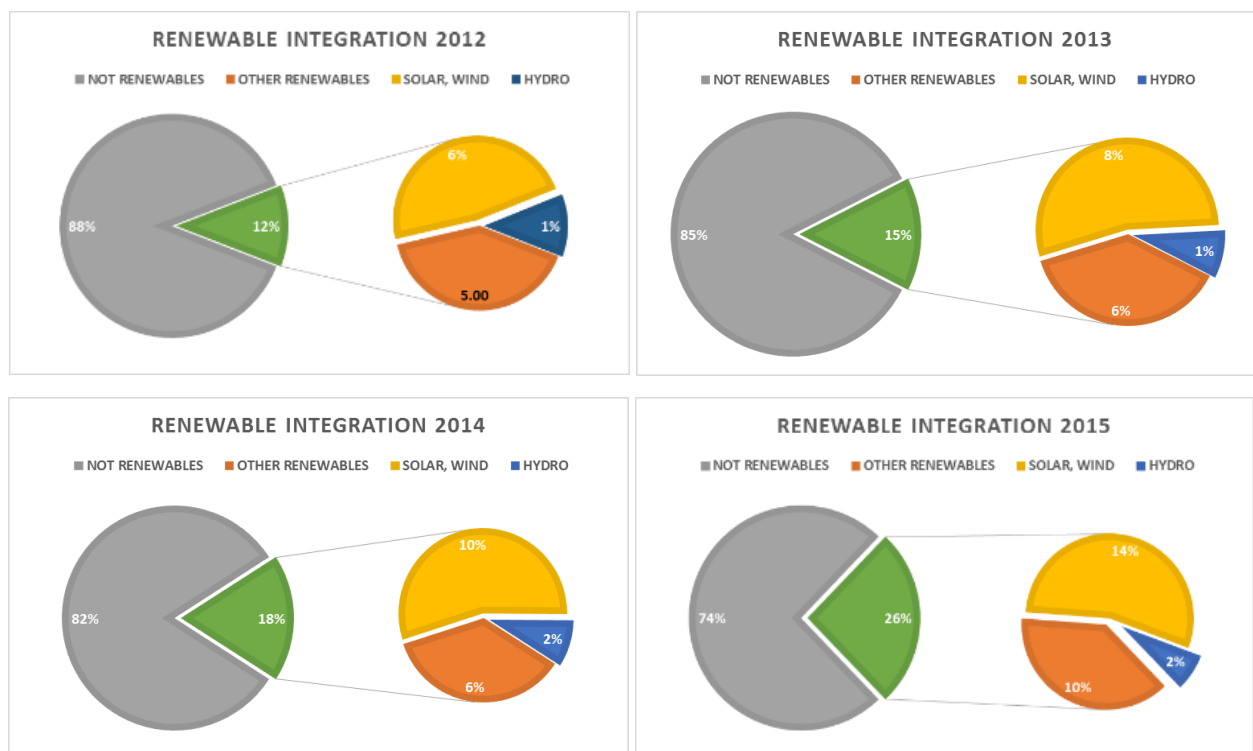 RENEWABLE INTEGRATION 2012
NOT RENEWABLES OTHER RENEWABLES SOLAR, WIND HYDRO
6%
88% 12% 1%
5.00
RENEWABLE INTEGRATION 2013
NOT RENEWABLES OTHER RENEWABLES SOLAR, WIND HYDRO
8%
85% 15% 1%
6%
RENEWABLE INTEGRATION 2014
NOT RENEWABLES OTHER RENEWABLES SOLAR, WIND HYDRO
10%
82% 18% 2%
6%
RENEWABLE INTEGRATION 2015
NOT RENEWABLES OTHER RENEWABLES SOLAR, WIND HYDRO
14%
74% 26% 2%
10%